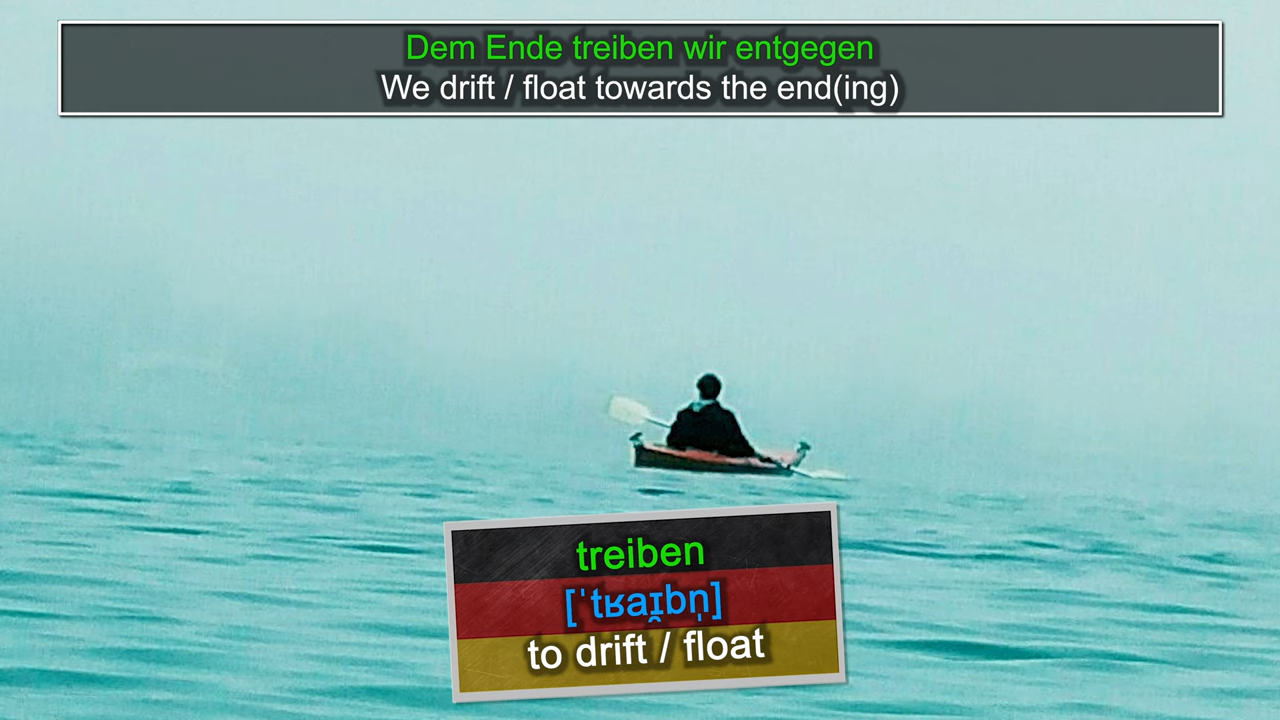 Dem Ende treiben wir entgegen
We drift / float towards the end(ing)
treiben
[ˈtʁaɪ̯bn̩]
to drift / float